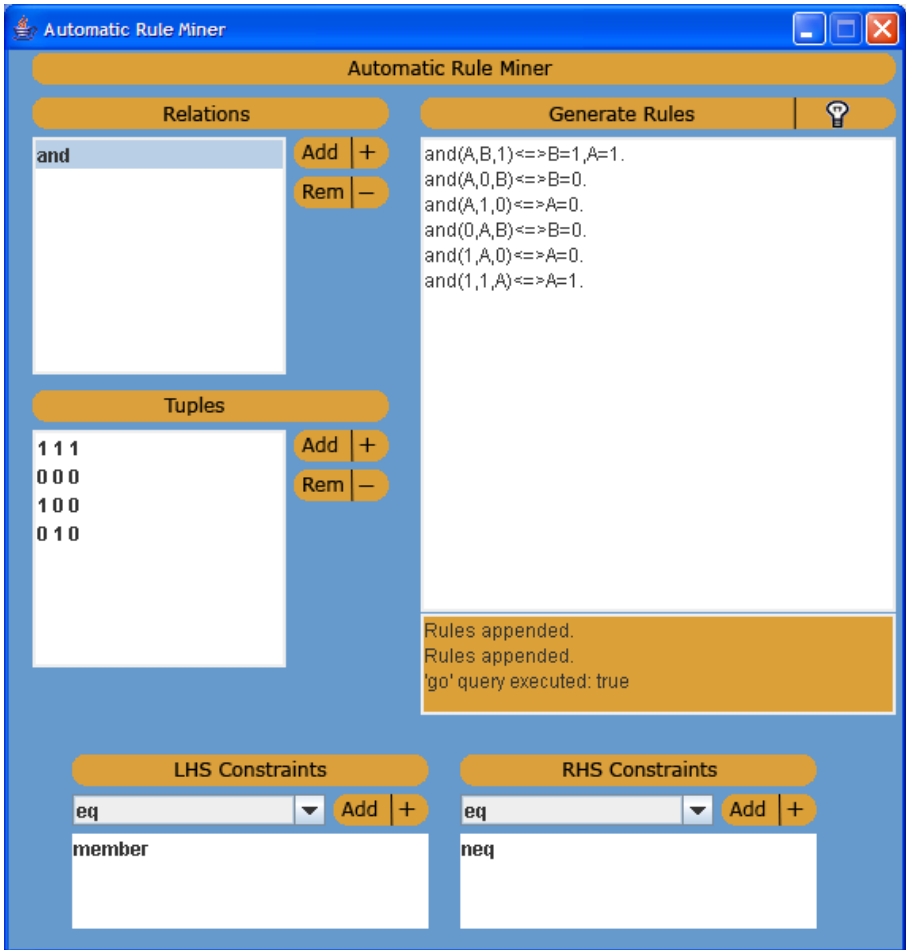 Automatic Rule Miner
Automatic Rule Miner
Relations
and
Add +
Rem –
Tuples
1 1 1
0 0 0
1 0 0
0 1 0
Add +
Rem –
Generate Rules
and(A,B,1)<=>B=1,A=1.
and(A,0,B)<=>B=0.
and(A,1,0)<=>A=0.
and(0,A,B)<=>B=0.
and(1,A,0)<=>A=0.
and(1,1,A)<=>A=1.
Rules appended.
Rules appended.
'go' query executed: true
LHS Constraints
eq
Add +
member
RHS Constraints
eq
Add +
neq